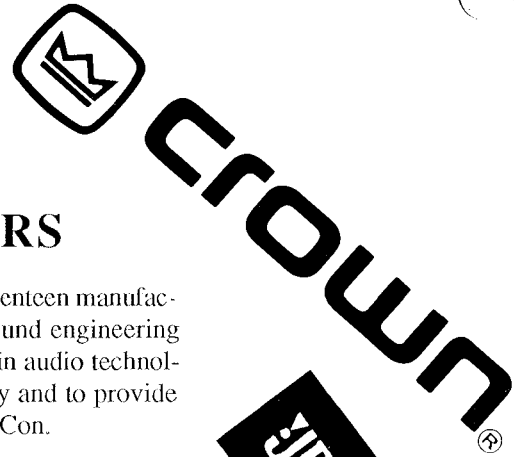 crown
®
RS
enteen manufac-
und engineering
in audio technol-
y and to provide
Con.